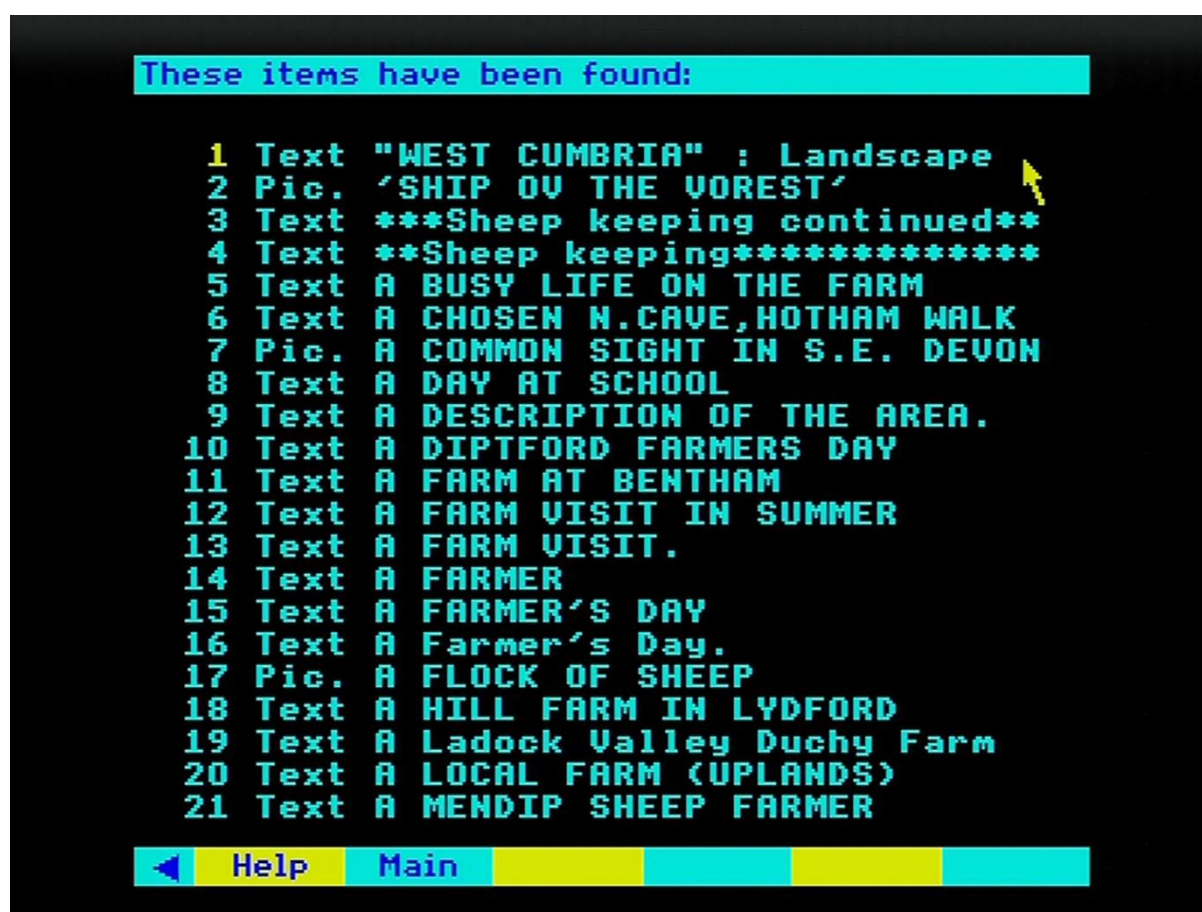 These items have been found:
1 Text "WEST CUMBRIA" : Landscape
2 Pic. 'SHIP OV THE VOREST'
3 Text ***Sheep keeping continued**
4 Text **Sheep keeping*************
5 Text A BUSY LIFE ON THE FARM
6 Text A CHOSEN N.CAVE,HOTHAM WALK
7 Pic. A COMMON SIGHT IN S.E. DEVON
8 Text A DAY AT SCHOOL
9 Text A DESCRIPTION OF THE AREA.
10 Text A DIPTFORD FARMERS DAY
11 Text A FARM AT BENTHAM
12 Text A FARM VISIT IN SUMMER
13 Text A FARM VISIT.
14 Text A FARMER
15 Text A FARMER'S DAY
16 Text A Farmer's Day.
17 Pic. A FLOCK OF SHEEP
18 Text A HILL FARM IN LYDFORD
19 Text A Ladock Valley Duchy Farm
20 Text A LOCAL FARM (UPLANDS)
21 Text A MENDIP SHEEP FARMER
Help Main